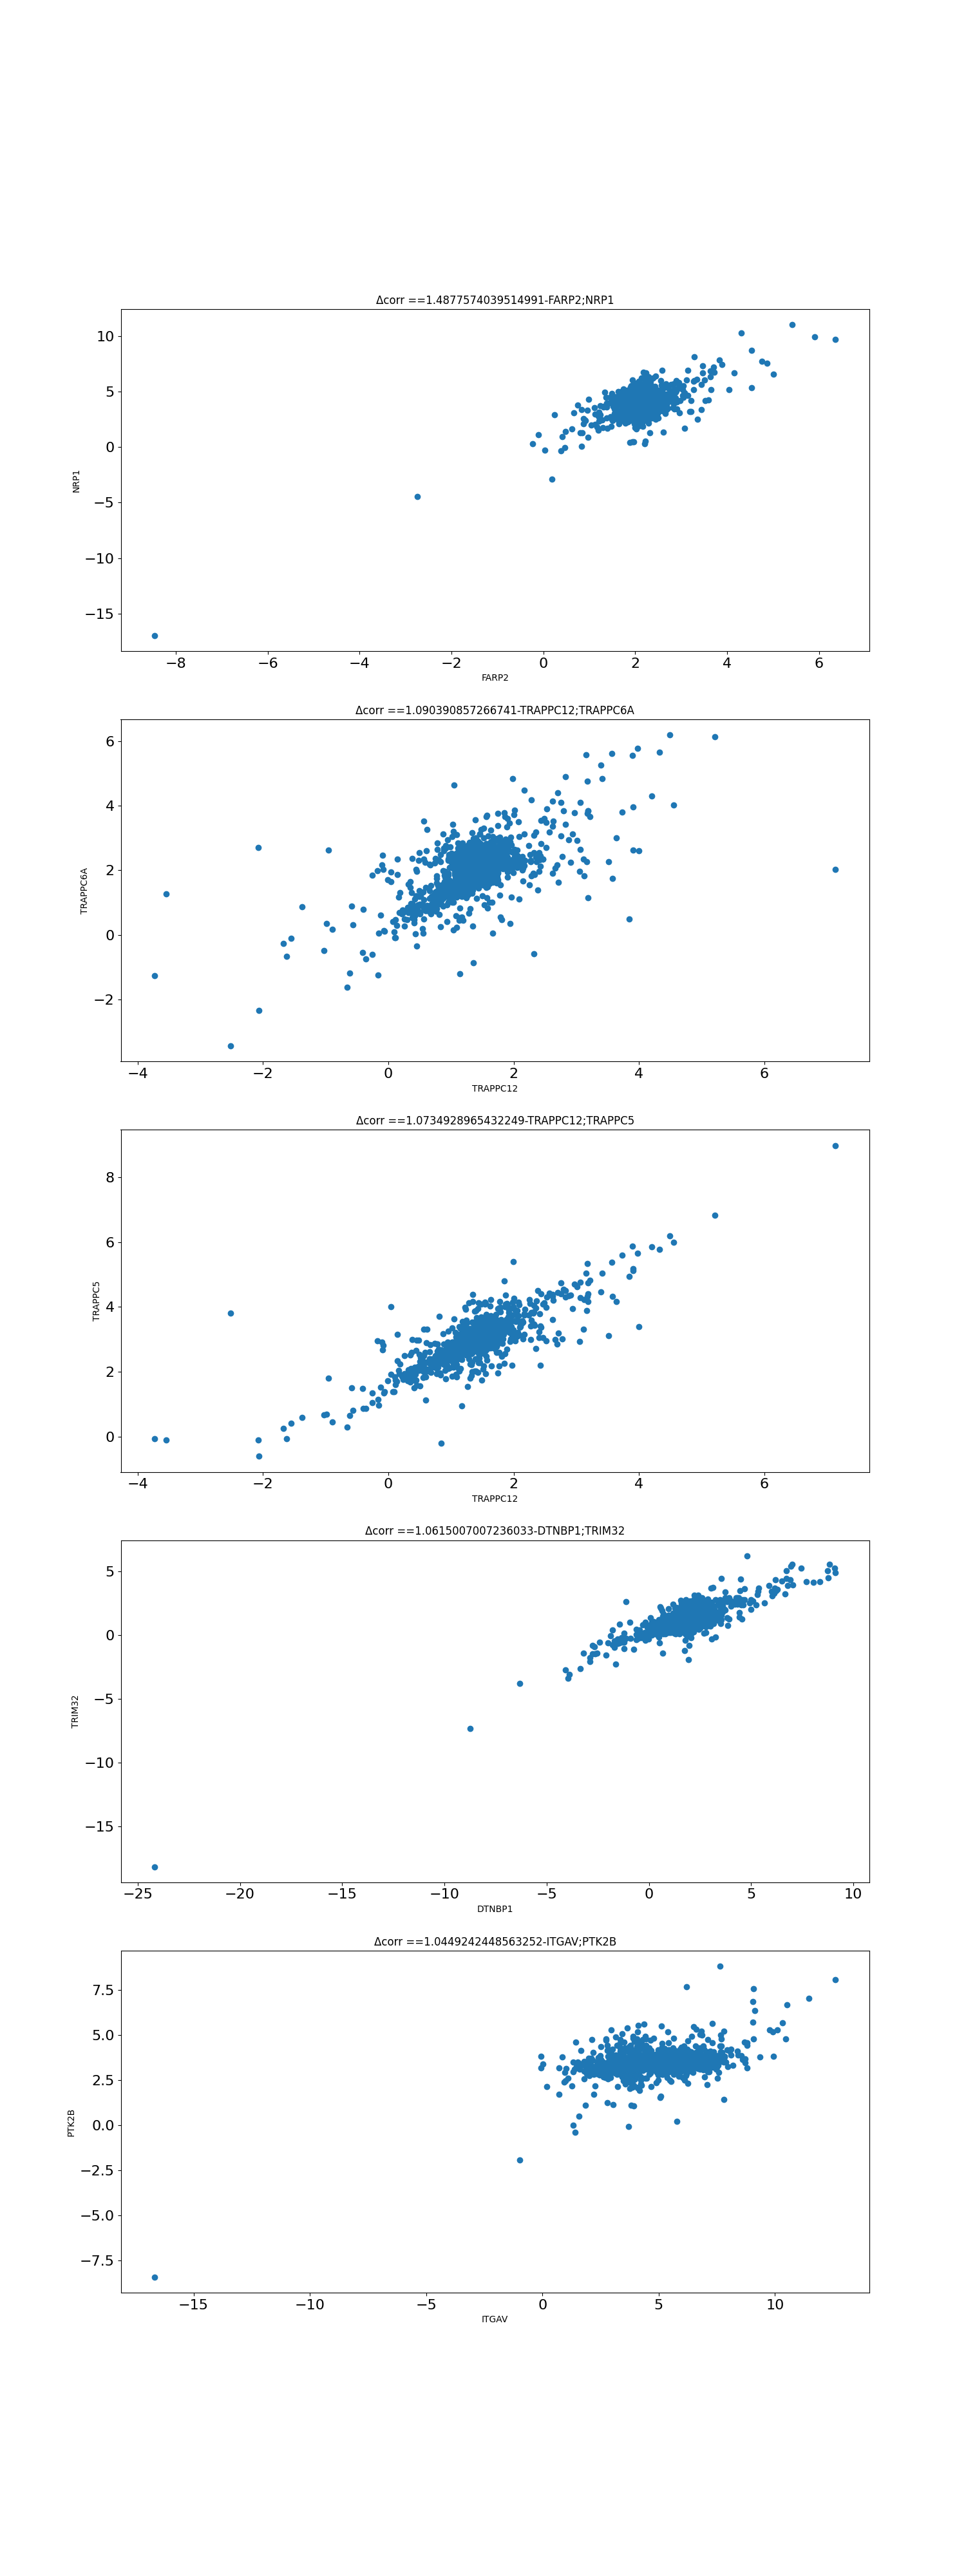 Δcorr ==1.4877574039514991-FARP2;NRP1
10
5
0
−5
−10
−15
NRP1
−8 −6 −4 −2 0 2 4 6
FARP2
Δcorr ==1.090390857266741-TRAPPC12;TRAPPC6A
6
4
2
0
−2
TRAPPC6A
−4 −2 0 2 4 6
TRAPPC12
Δcorr ==1.0734928965432249-TRAPPC12;TRAPPC5
8
6
4
2
0
TRAPPC5
−4 −2 0 2 4 6
TRAPPC12
Δcorr ==1.0615007007236033-DTNBP1;TRIM32
5
0
−5
−10
−15
TRIM32
−25 −20 −15 −10 −5 0 5 10
DTNBP1
Δcorr ==1.0449242448563252-ITGAV;PTK2B
7.5
5.0
2.5
0.0
−2.5
−5.0
−7.5
PTK2B
−15 −10 −5 0 5 10
ITGAV